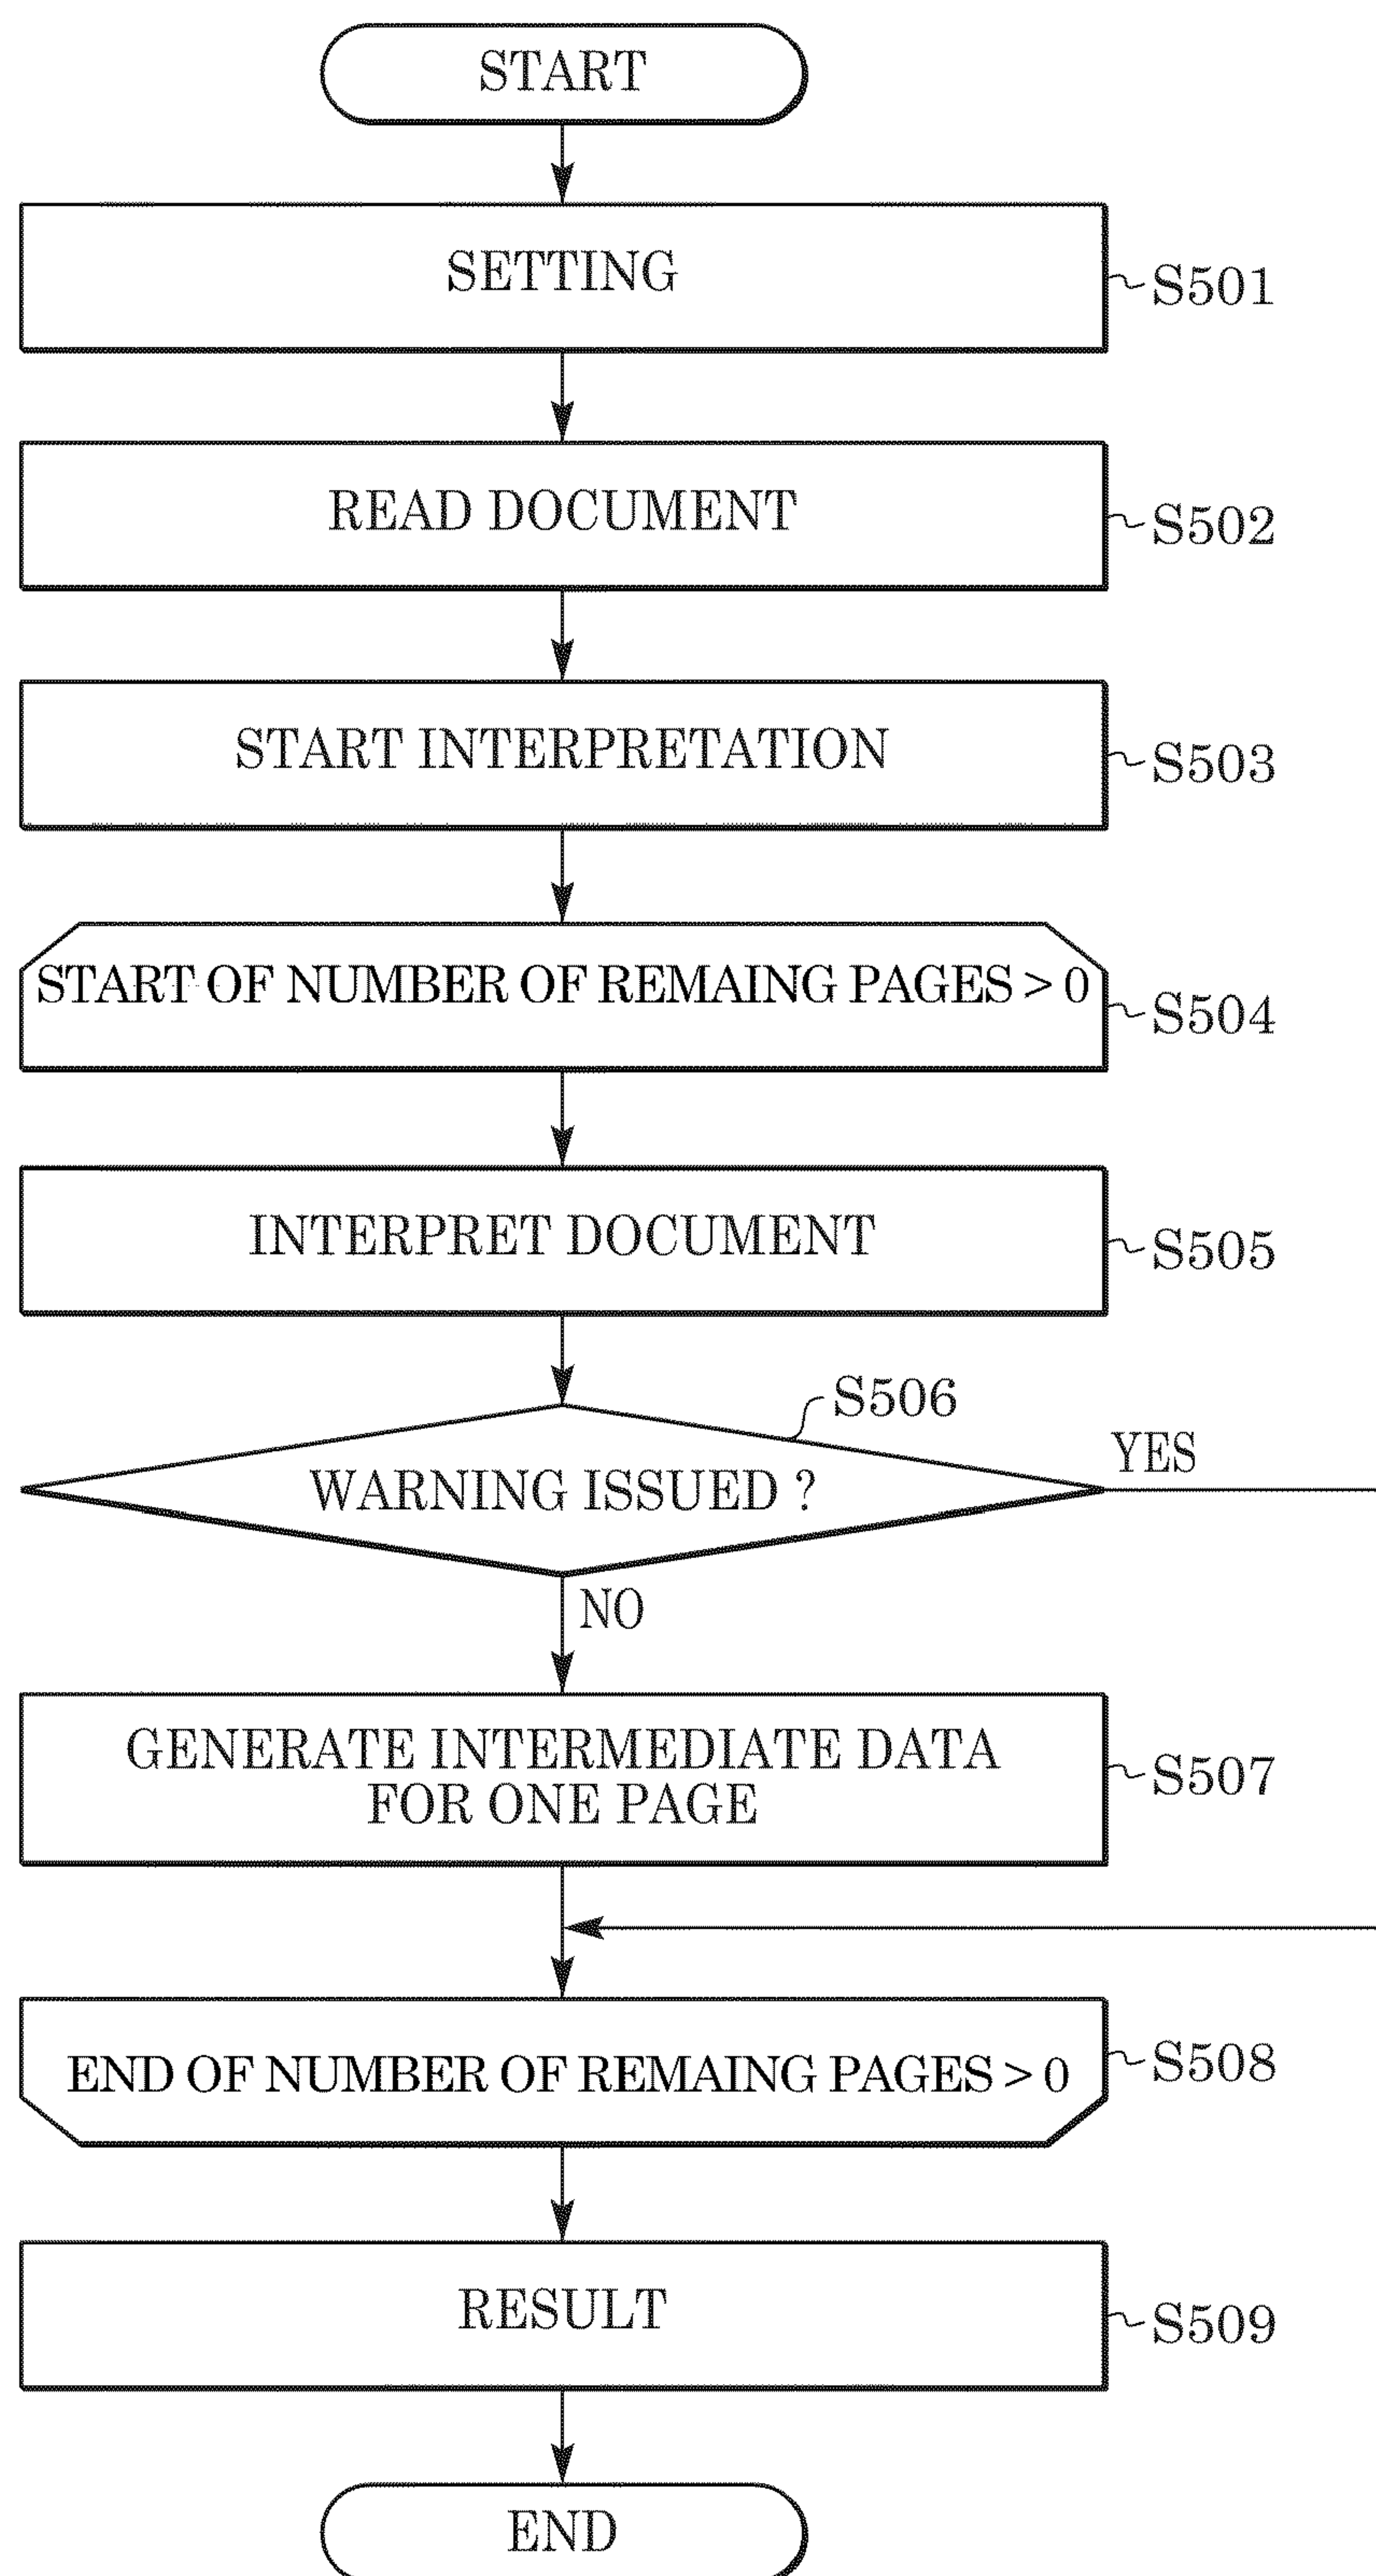 START
SETTING
S501
READ DOCUMENT
S502
START INTERPRETATION
S503
START OF NUMBER OF REMAING PAGES > 0
S504
INTERPRET DOCUMENT
S505
S506
WARNING ISSUED ?
YES
NO
GENERATE INTERMEDIATE DATA
FOR ONE PAGE
S507
END OF NUMBER OF REMAING PAGES > 0
S508
RESULT
S509
END